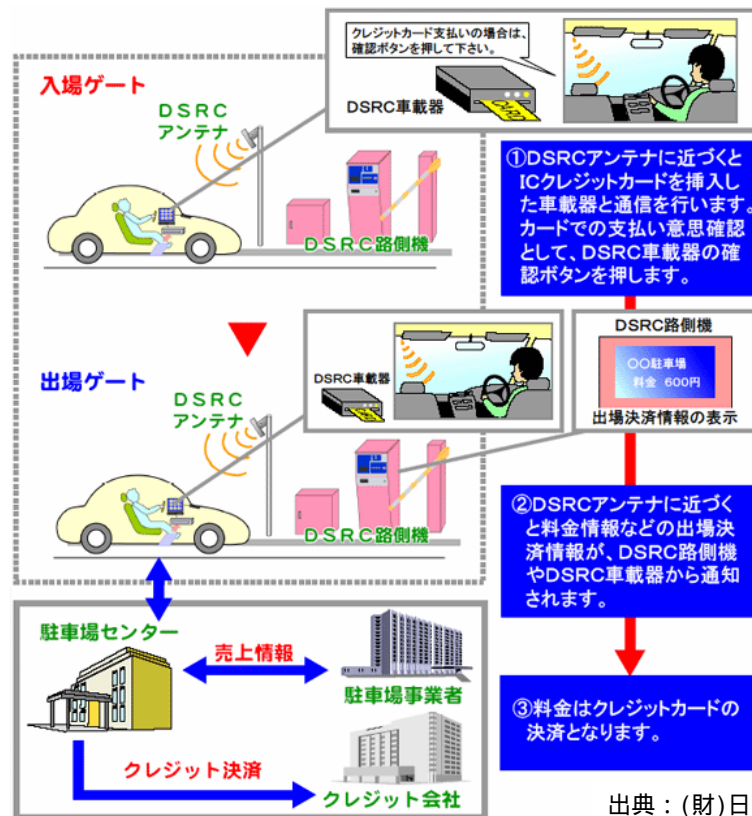 クレジットカード支払いの場合は、
確認ボタンを押して下さい。
DSRC車載器
CARD
入場ゲート
DSRC
アンテナ
DSRC路側機
①DSRCアンテナに近づくと
ICクレジットカードを挿入し
た車載器と通信を行います。
カードでの支払い意思確認
として、DSRC車載器の確
認ボタンを押します。
出場ゲート
DSRC
アンテナ
DSRC車載器
DSRC路側機
DSRC路側機
〇〇駐車場
料金 600円
出場決済情報の表示
②DSRCアンテナに近づく
と料金情報などの出場決
済情報が、DSRC路側機
やDSRC車載器から通知
されます。
駐車場センター
売上情報
駐車場事業者
クレジット決済
クレジット会社
③料金はクレジットカードの
決済となります。
出典：(財)日